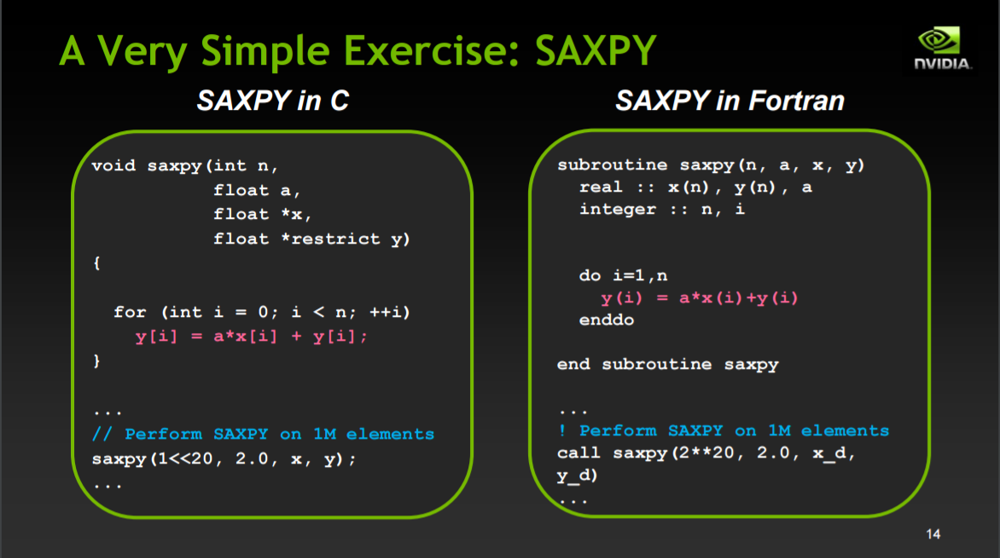 A Very Simple Exercise: SAXPY
NVIDIA.
SAXPY in C
void saxpy(int n,
float a,
float *x,
float *restrict y)
{
for (int i = 0; i < n; ++i)
y[i] = a*x[i] + y[i];
}
...
// Perform SAXPY on 1M elements
saxpy(1<<20, 2.0, x, y);
...
SAXPY in Fortran
subroutine saxpy(n, a, x, y)
real :: x(n), y(n), a
integer :: n, i
do i=1,n
y(i) = a*x(i)+y(i)
enddo
end subroutine saxpy
...
! Perform SAXPY on 1M elements
call saxpy(2**20, 2.0, x_d,
y_d)
...
14